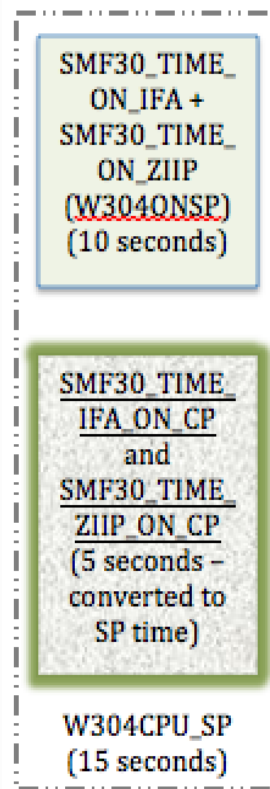 SMF30_TIME_
ON_IFA +
SMF30_TIME_
ON_ZIIP
(W304ONSP)
(10 seconds)
SMF30_TIME_
IFA_ON_CP
and
SMF30_TIME_
ZIIP_ON_CP
(5 seconds –
converted to
SP time)
W304CPU_SP
(15 seconds)